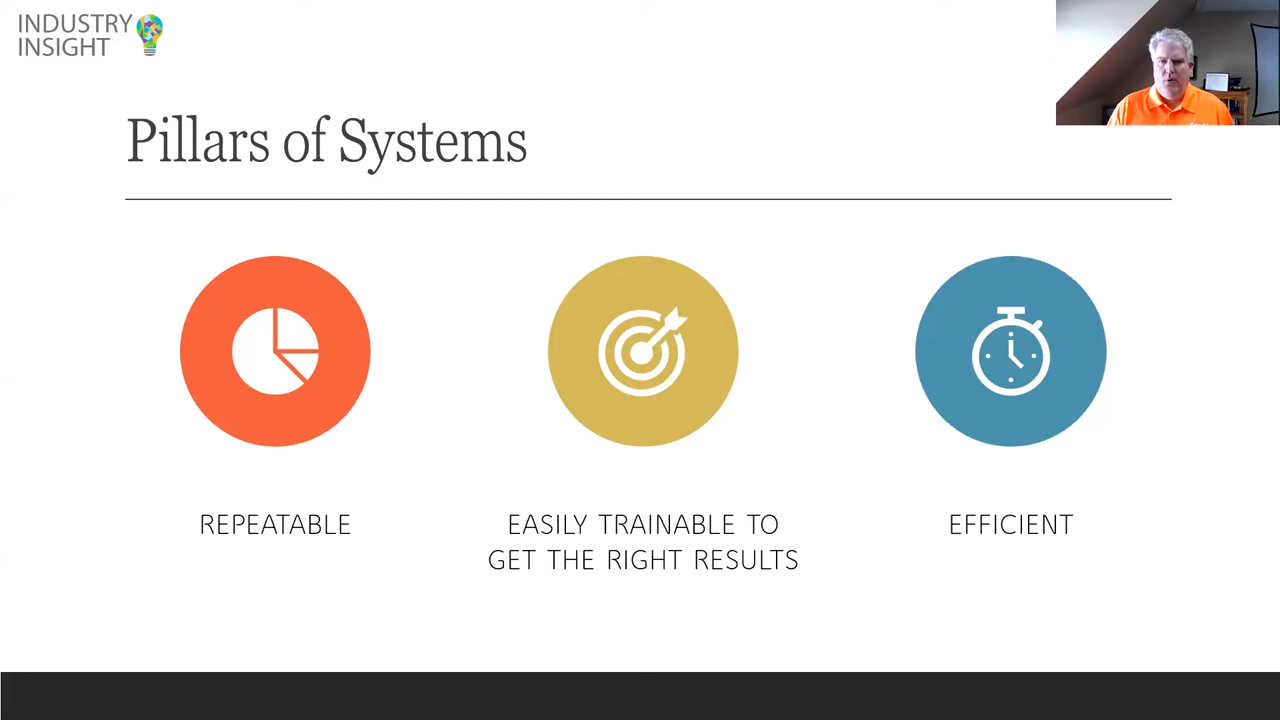 INDUSTRY
INSIGHT
Pillars of Systems
REPEATABLE
EASILY TRAINABLE TO
GET THE RIGHT RESULTS
EFFICIENT